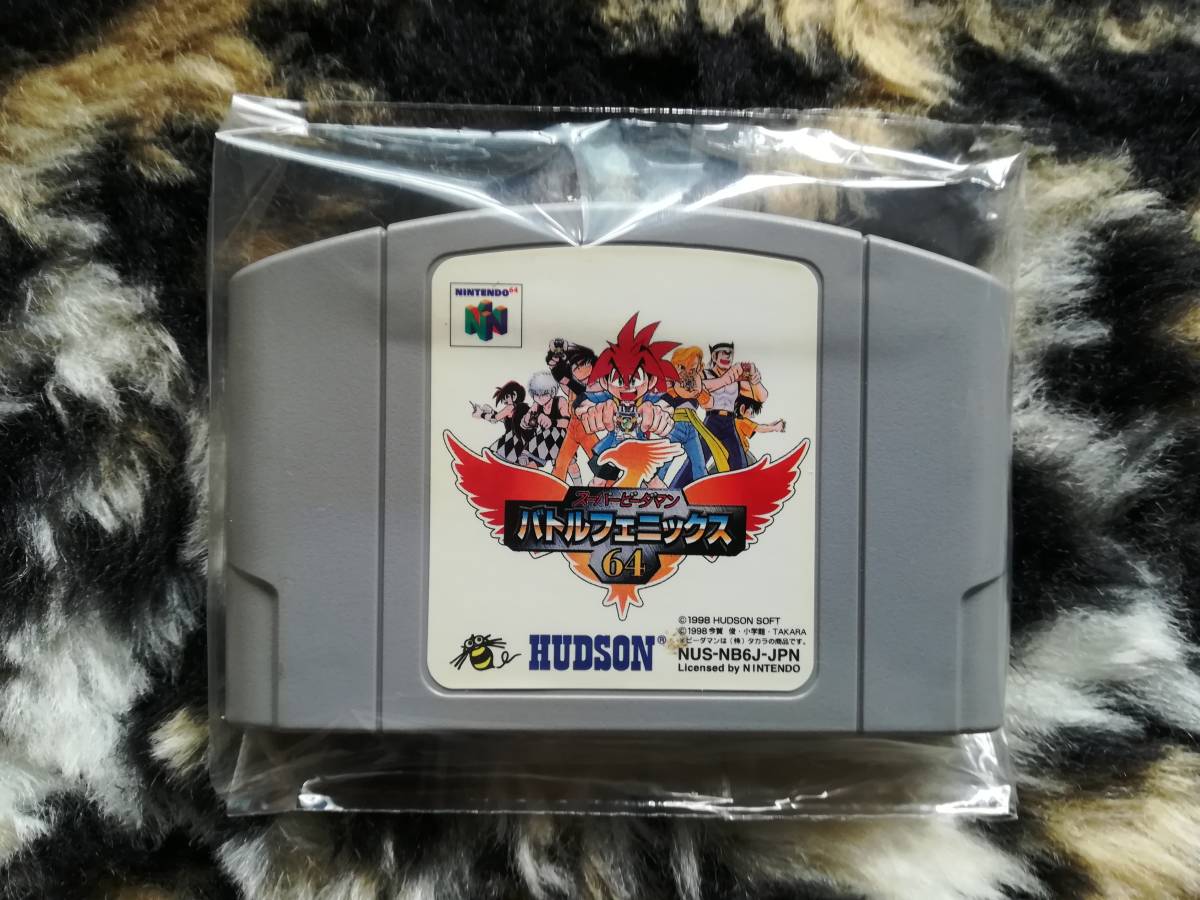 NINTENDO64
スーパービーダマン
バトルフェニックス
64
HUDSON®
©1998 HUDSON SOFT
©1998 今賀 俊・小学館・TAKARA
ビーダマンは(株)タカラの商品です。
NUS-NB6J-JPN
Licensed by NINTENDO